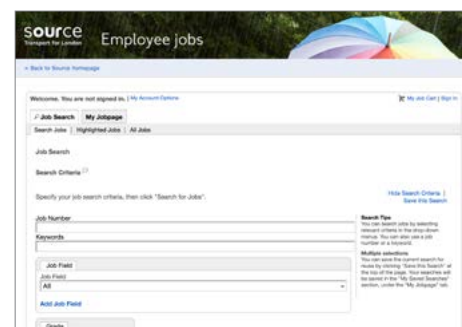 source
Transport for London
Employee jobs
« Back to Source homepage
Welcome. You are not signed in. | My Account Options
My Job Cart | Sign In
Job Search
My Jobpage
Search Jobs | Highlighted Jobs | All Jobs
Job Search
Search Criteria
Hide Search Criteria |
Save this Search
Specify your job search criteria, then click "Search for Jobs".
Job Number
Keywords
Job Field
Job Field
All
Add Job Field
Grade
Search Tips
You can search jobs by selecting
relevant criteria in the drop-down
menus. You can also use a job
number or a keyword.
Multiple selections
You can save the current search for
reuse by clicking "Save this Search" at
the top of the page. Your searches will
be saved in the "My Saved Searches"
section, under the "My Jobpage" tab.